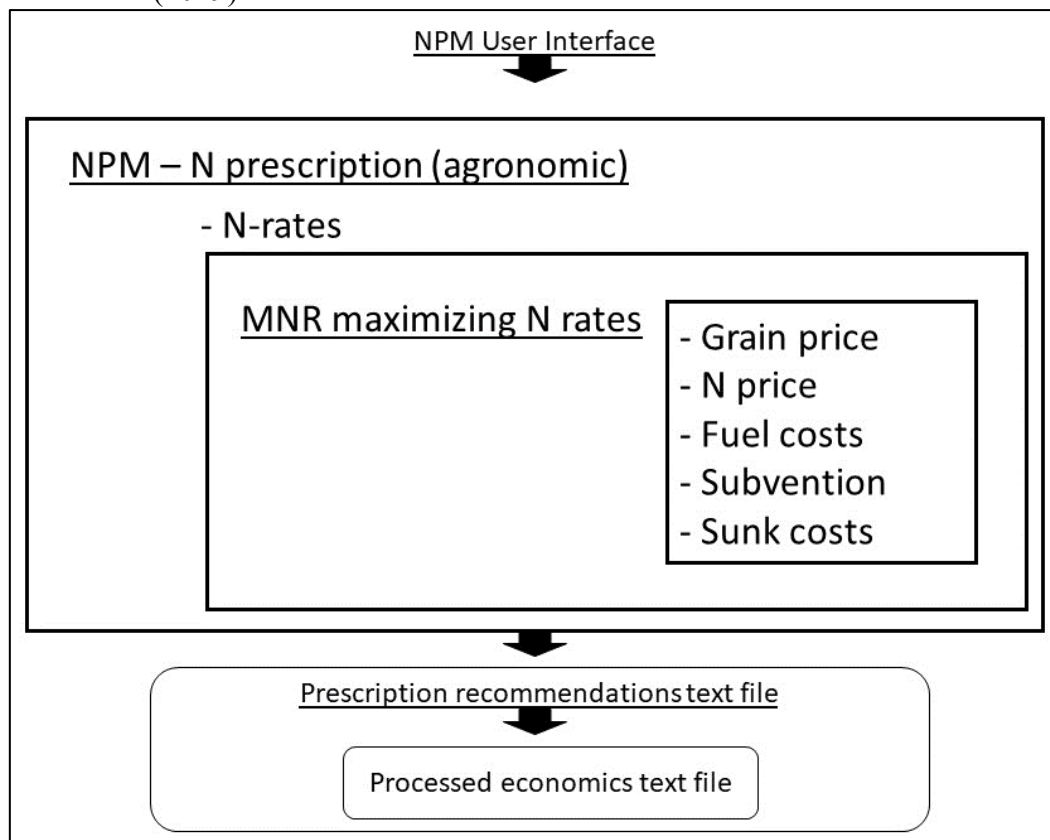 NPM User Interface
NPM – N prescription (agronomic)
- N-rates
MNR maximizing N rates
- Grain price
- N price
- Fuel costs
- Subvention
- Sunk costs
Prescription recommendations text file
Processed economics text file